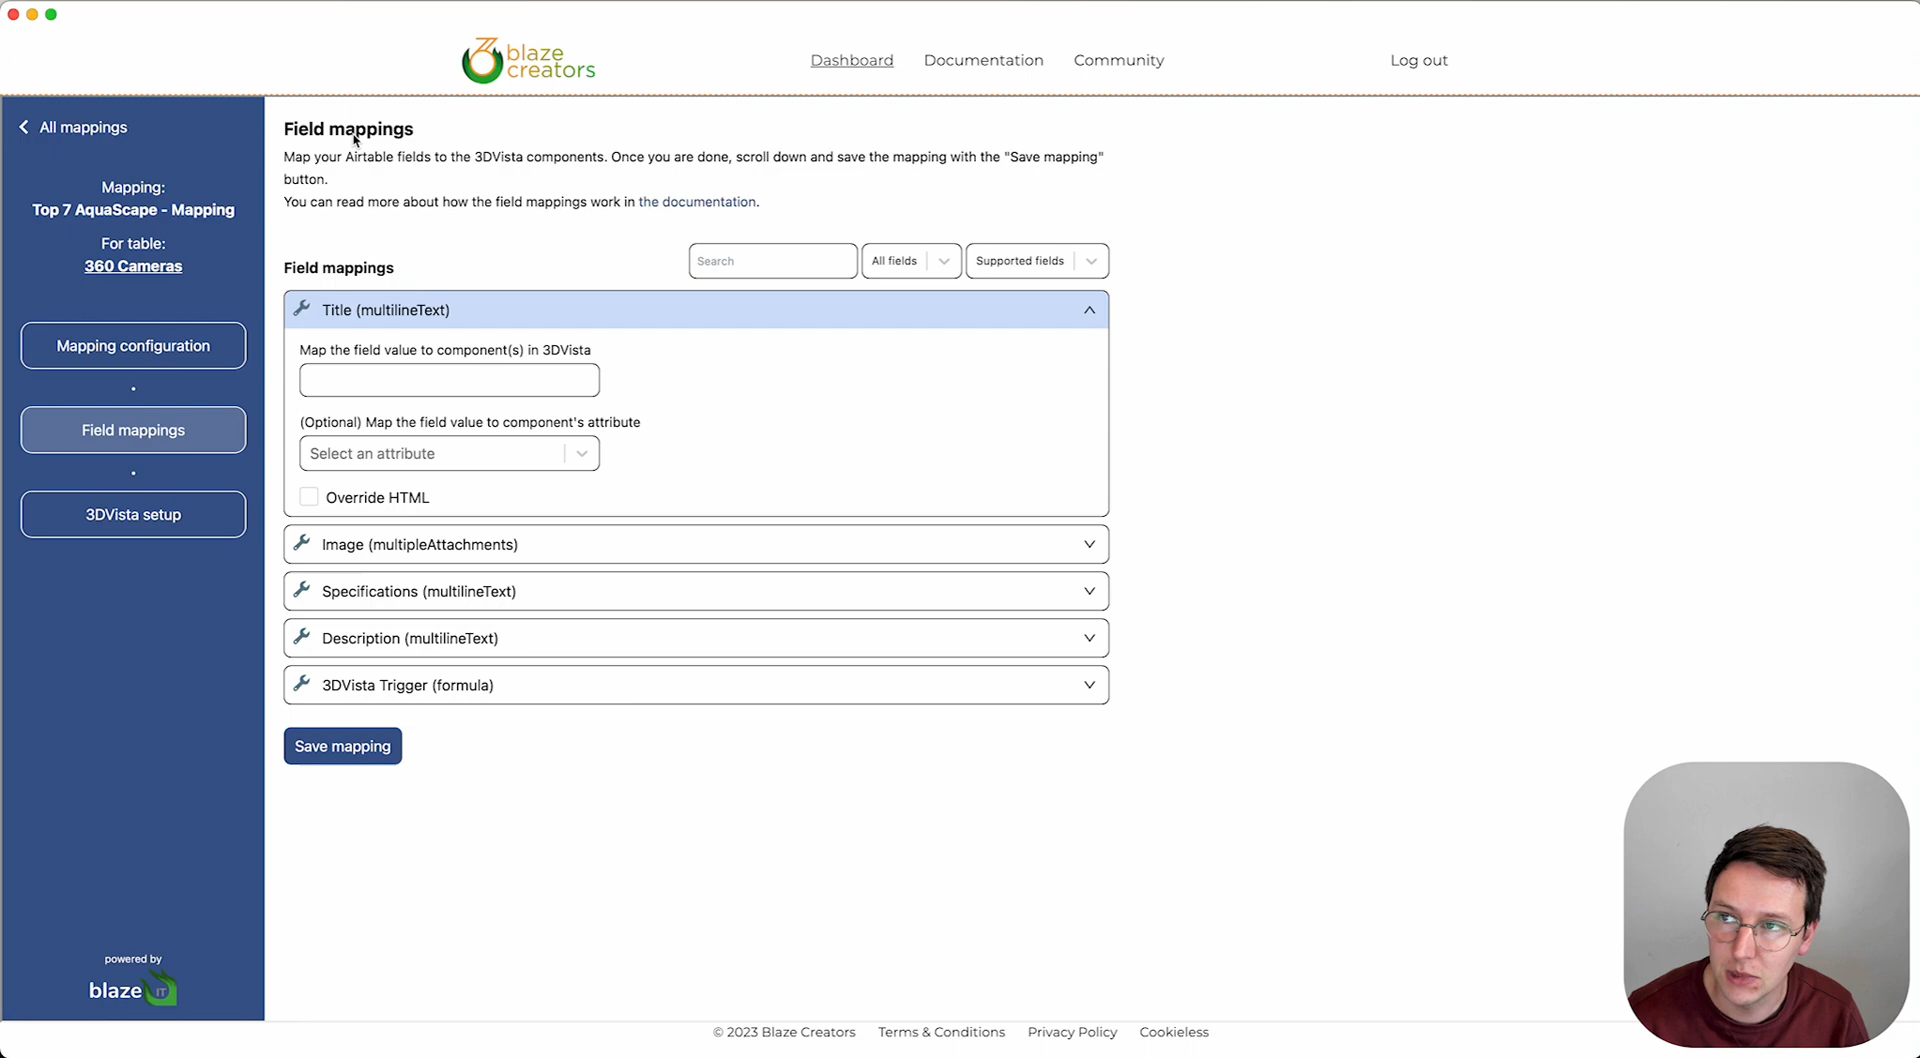 blaze
creators
Dashboard
Documentation
Community
Log out
All mappings
Mapping:
Top 7 AquaScape - Mapping
For table:
360 Cameras
Mapping configuration
Field mappings
3DVista setup
powered by
blaze IT
Field mappings
Map your Airtable fields to the 3DVista components. Once you are done, scroll down and save the mapping with the "Save mapping"
button.
You can read more about how the field mappings work in the documentation.
Field mappings
Search
All fields
Supported fields
Title (multilineText)
Map the field value to component(s) in 3DVista
(Optional) Map the field value to component's attribute
Select an attribute
Override HTML
Image (multipleAttachments)
Specifications (multilineText)
Description (multilineText)
3DVista Trigger (formula)
Save mapping
© 2023 Blaze Creators
Terms & Conditions
Privacy Policy
Cookieless